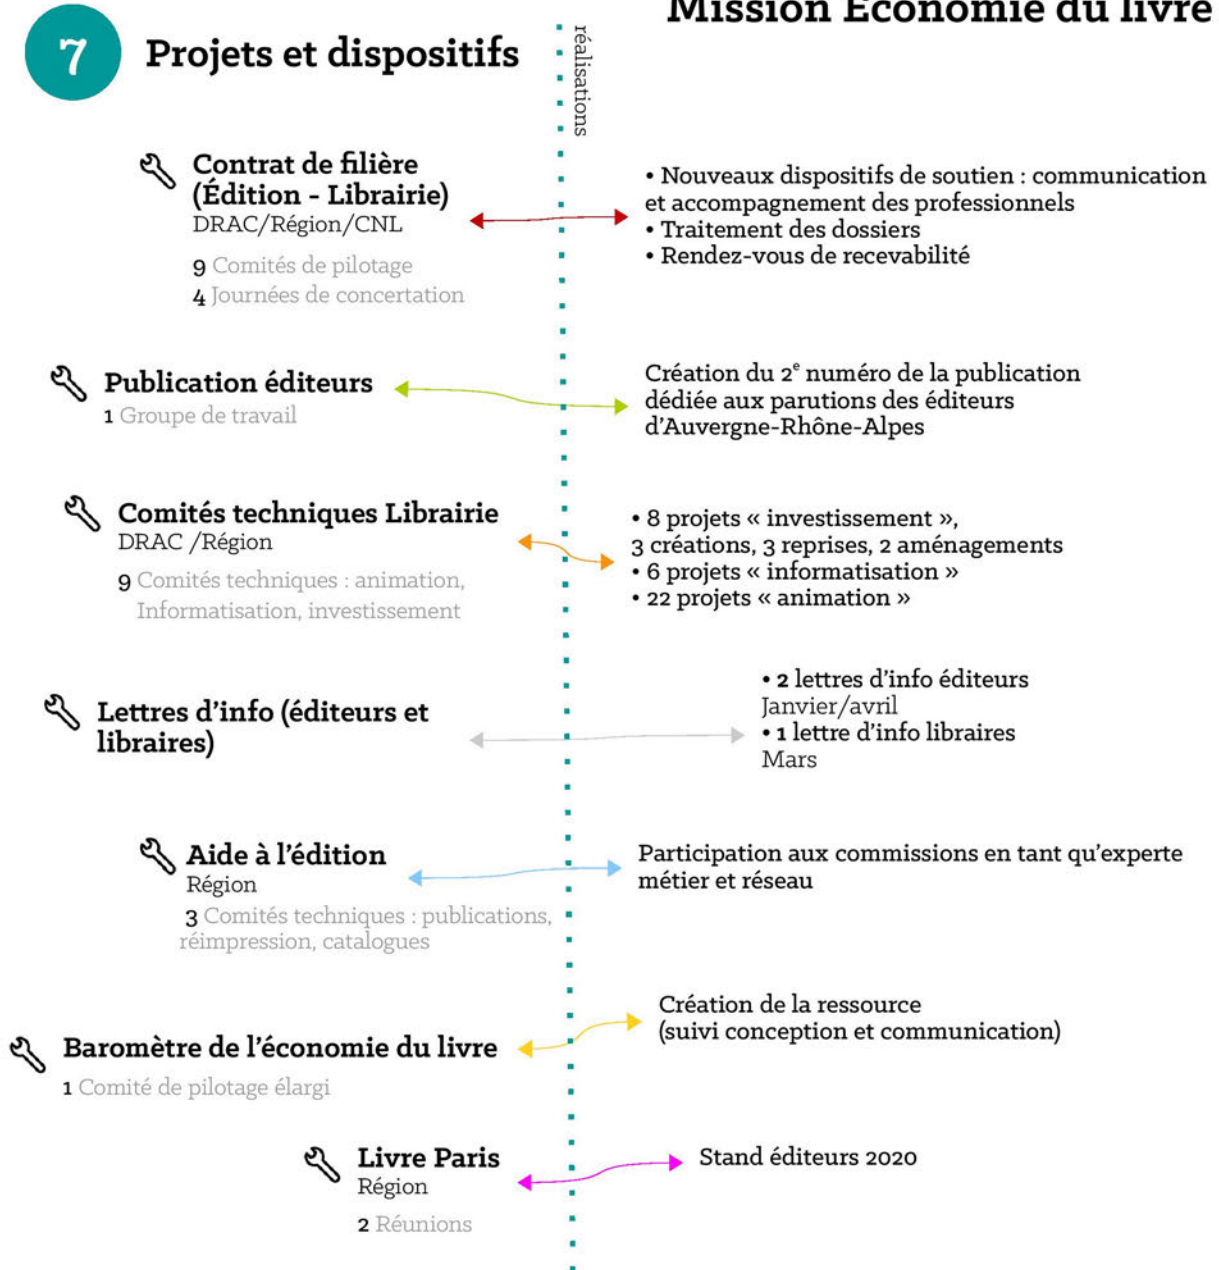 Mission Économie du livre
7
Projets et dispositifs
réalisations
Contrat de filière
(Édition - Librairie)
DRAC/Région/CNL
9 Comités de pilotage
4 Journées de concertation
• Nouveaux dispositifs de soutien : communication
et accompagnement des professionnels
• Traitement des dossiers
• Rendez-vous de recevabilité
Publication éditeurs
1 Groupe de travail
Création du 2e numéro de la publication
dédiée aux parutions des éditeurs
d'Auvergne-Rhône-Alpes
Comités techniques Librairie
DRAC /Région
9 Comités techniques : animation,
Informatisation, investissement
• 8 projets « investissement »,
3 créations, 3 reprises, 2 aménagements
• 6 projets « informatisation »
• 22 projets « animation »
Lettres d'info (éditeurs et
libraires)
• 2 lettres d'info éditeurs
Janvier/avril
• 1 lettre d'info libraires
Mars
Aide à l'édition
Région
3 Comités techniques : publications,
réimpression, catalogues
Participation aux commissions en tant qu'experte
métier et réseau
Baromètre de l'économie du livre
1 Comité de pilotage élargi
Création de la ressource
(suivi conception et communication)
Livre Paris
Région
2 Réunions
Stand éditeurs 2020